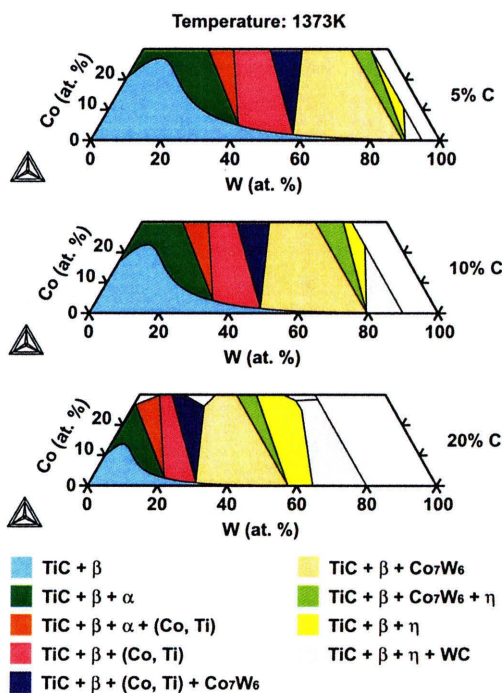 Temperature: 1373K
Co (at. %)
20
10
0
0 20 40 60 80 100
W (at. %)
5% C
Co (at. %)
20
10
0
0 20 40 60 80 100
W (at. %)
10% C
Co (at. %)
20
10
0
0 20 40 60 80 100
W (at. %)
20% C
TiC + β
TiC + β + α
TiC + β + α + (Co, Ti)
TiC + β + (Co, Ti)
TiC + β + (Co, Ti) + Co₇W₆
TiC + β + Co₇W₆
TiC + β + Co₇W₆ + η
TiC + β + η
TiC + β + η + WC